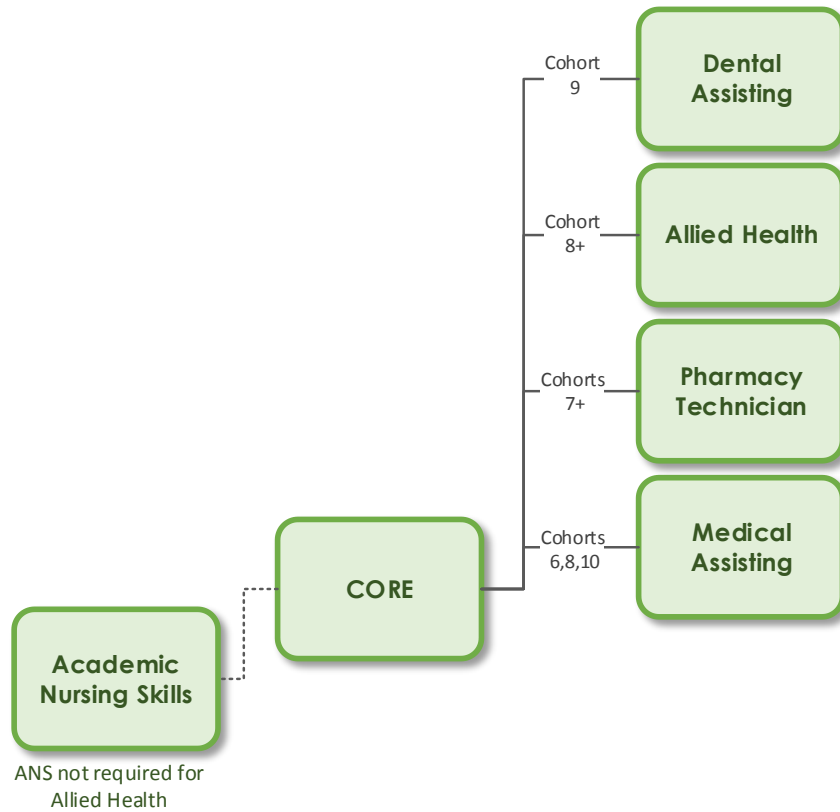 Cohort
9
Dental
Assisting
Cohort
8+
Allied Health
Cohorts
7+
Pharmacy
Technician
Cohorts
6,8,10
Medical
Assisting
CORE
Academic
Nursing Skills
ANS not required for
Allied Health